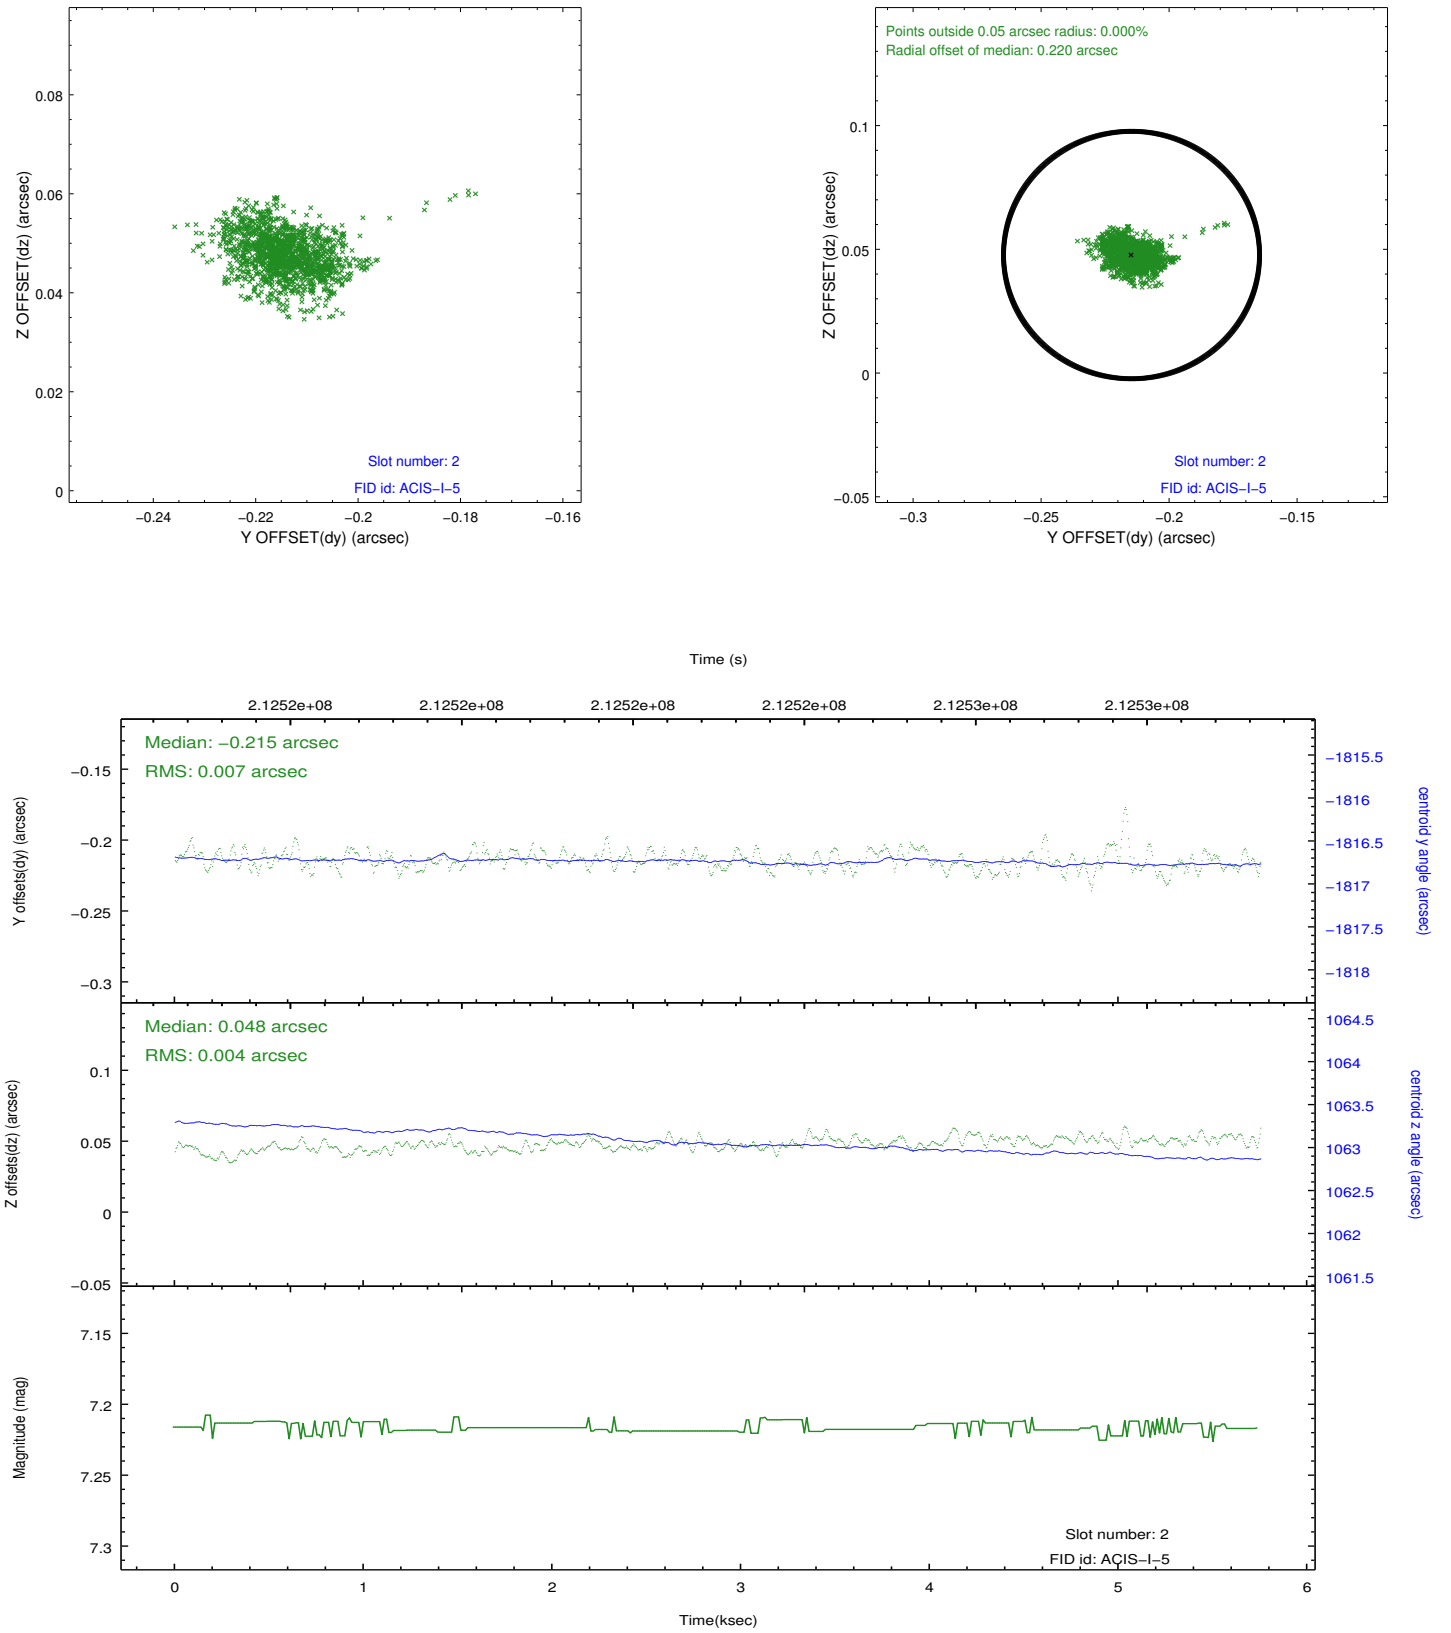 0.08
0.06
0.04
0.02
0
Z OFFSET(dz) (arcsec)
Slot number: 2
FID id: ACIS−I−5
−0.24 −0.22 −0.2 −0.18 −0.16
Y OFFSET(dy) (arcsec)
Points outside 0.05 arcsec radius: 0.000%
Radial offset of median: 0.220 arcsec
0.1
0.05
0
−0.05
Z OFFSET(dz) (arcsec)
Slot number: 2
FID id: ACIS−I−5
−0.3 −0.25 −0.2 −0.15
Y OFFSET(dy) (arcsec)
Time (s)
2.1252e+08 2.1252e+08 2.1252e+08 2.1252e+08 2.1253e+08 2.1253e+08
Median: −0.215 arcsec
RMS: 0.007 arcsec
−0.15
−0.2
−0.25
−0.3
Y offsets(dy) (arcsec)
−1815.5
−1816
−1816.5
−1817
−1817.5
−1818
centroid y angle (arcsec)
Median: 0.048 arcsec
RMS: 0.004 arcsec
0.1
0.05
0
−0.05
Z offsets(dz) (arcsec)
1064.5
1064
1063.5
1063
1062.5
1062
1061.5
centroid z angle (arcsec)
7.15
7.2
7.25
7.3
Magnitude (mag)
Slot number: 2
FID id: ACIS−I−5
0 1 2 3 4 5 6
Time(ksec)